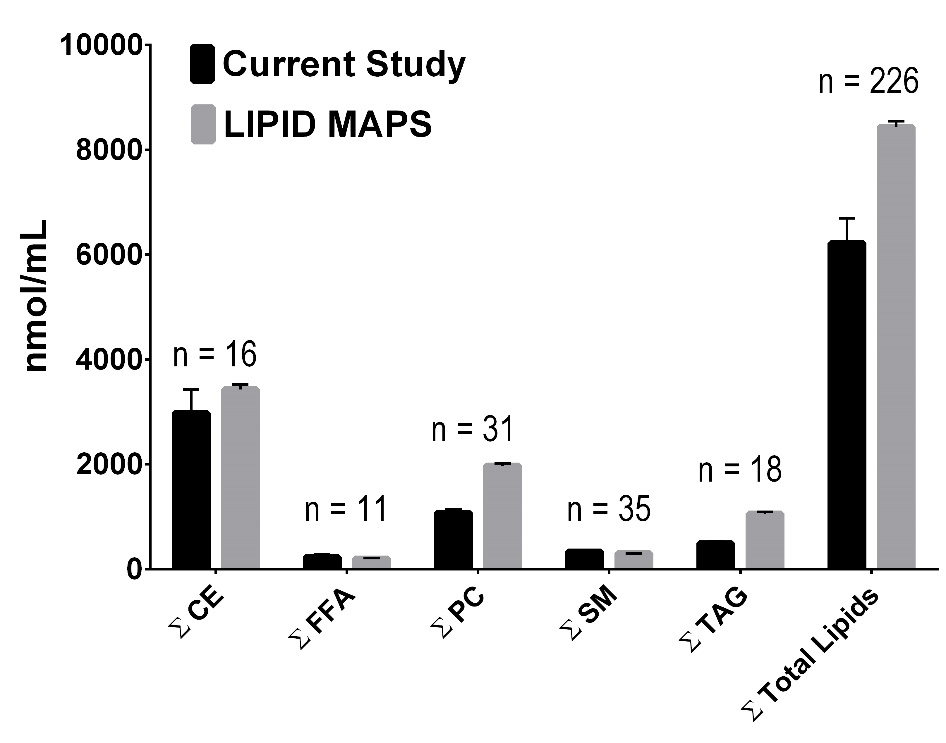 10000
8000
6000
4000
2000
0
nmol/mL
Current Study
LIPID MAPS
n = 16
n = 11
n = 31
n = 35
n = 18
n = 226
Σ CE
Σ FFA
Σ PC
Σ SM
Σ TAG
Σ Total Lipids